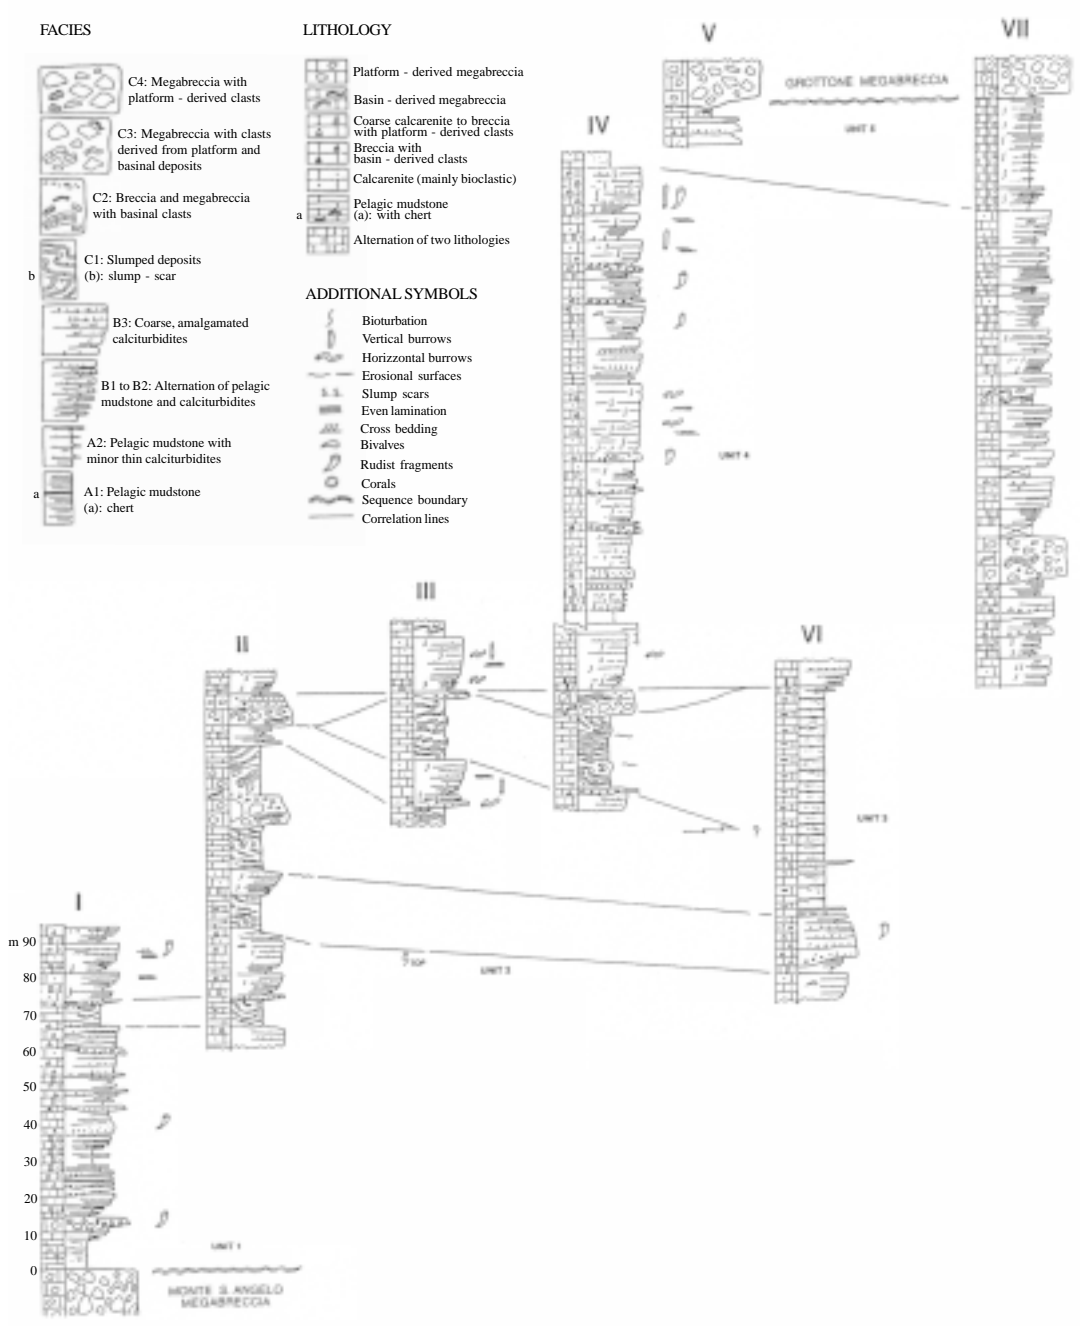 FACIES
C4: Megabreccia with
platform - derived clasts
C3: Megabreccia with clasts
derived from platform and
basinal deposits
C2: Breccia and megabreccia
with basinal clasts
C1: Slumped deposits
b
(b): slump - scar
B3: Coarse, amalgamated
calciturbidites
B1 to B2: Alternation of pelagic
mudstone and calciturbidites
A2: Pelagic mudstone with
minor thin calciturbidites
a
A1: Pelagic mudstone
(a): chert
LITHOLOGY
Platform - derived megabreccia
Basin - derived megabreccia
Coarse calcarenite to breccia
with platform - derived clasts
Breccia with
basin - derived clasts
Calcarenite (mainly bioclastic)
Pelagic mudstone
a
(a): with chert
Alternation of two lithologies
ADDITIONAL SYMBOLS
Bioturbation
Vertical burrows
Horizzontal burrows
Erosional surfaces
Slump scars
Even lamination
Cross bedding
Bivalves
Rudist fragments
Corals
Sequence boundary
Correlation lines
V
VII
GROTTONE MEGABRECCIA
IV
UNIT 4
III
II
VI
I
m 90
80
70
60
50
40
30
20
10
0
UNIT 1
MONTE S. ANGELO
MEGABRECCIA